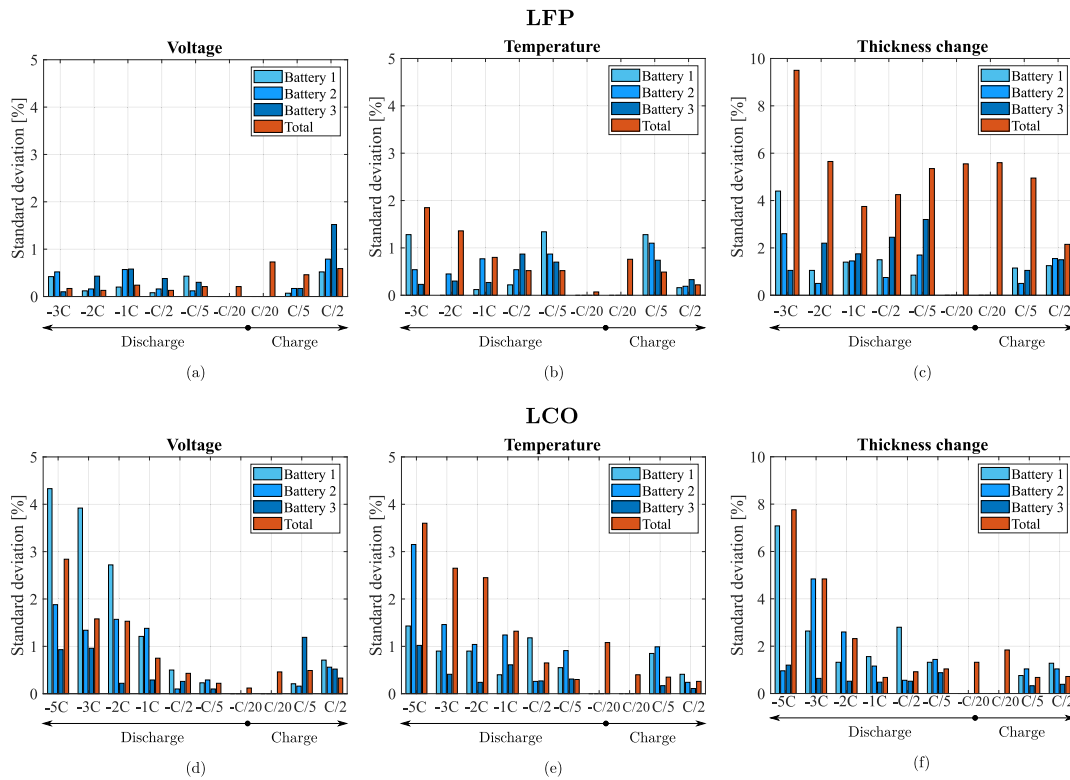 LFP
Voltage
Standard deviation [%]
5
4
3
2
1
0
Battery 1
Battery 2
Battery 3
Total
-3C -2C -1C -C/2 -C/5 -C/20 C/20 C/5 C/2
Discharge Charge
(a)
Temperature
Standard deviation [%]
5
4
3
2
1
0
Battery 1
Battery 2
Battery 3
Total
-3C -2C -1C -C/2 -C/5 -C/20 C/20 C/5 C/2
Discharge Charge
(b)
Thickness change
Standard deviation [%]
10
8
6
4
2
0
Battery 1
Battery 2
Battery 3
Total
-3C -2C -1C -C/2 -C/5 -C/20 C/20 C/5 C/2
Discharge Charge
(c)
LCO
Voltage
Standard deviation [%]
5
4
3
2
1
0
Battery 1
Battery 2
Battery 3
Total
-5C -3C -2C -1C -C/2 -C/5 -C/20 C/20 C/5 C/2
Discharge Charge
(d)
Temperature
Standard deviation [%]
5
4
3
2
1
0
Battery 1
Battery 2
Battery 3
Total
-5C -3C -2C -1C -C/2 -C/5 -C/20 C/20 C/5 C/2
Discharge Charge
(e)
Thickness change
Standard deviation [%]
10
8
6
4
2
0
Battery 1
Battery 2
Battery 3
Total
-5C -3C -2C -1C -C/2 -C/5 -C/20 C/20 C/5 C/2
Discharge Charge
(f)